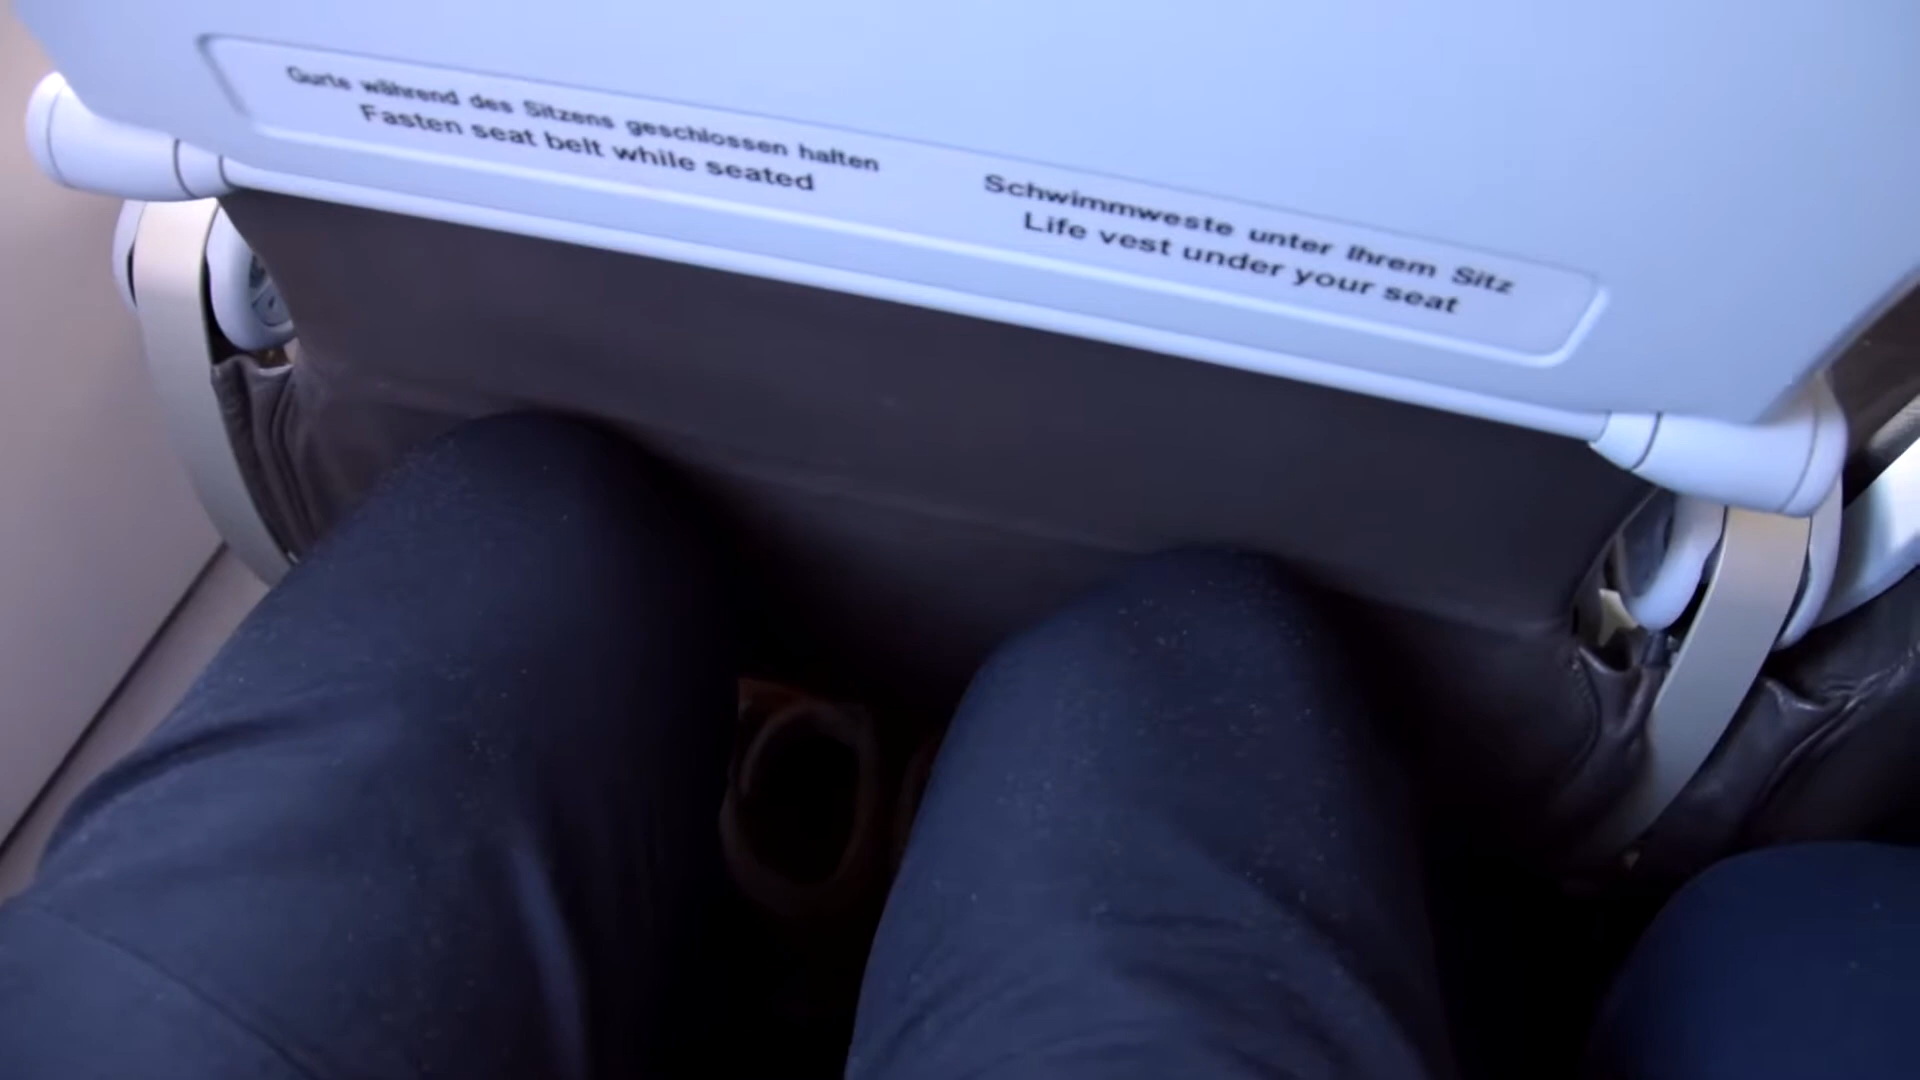 Gurte während des Sitzens geschlossen halten
Fasten seat belt while seated
Schwimmweste unter Ihrem Sitz
Life vest under your seat